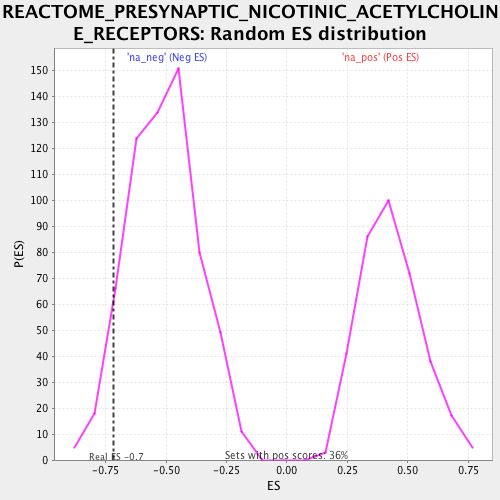 REACTOME_PRESYNAPTIC_NICOTINIC_ACETYLCHOLIN
E_RECEPTORS: Random ES distribution
'na_neg' (Neg ES) 'na_pos' (Pos ES)
150
140
130
120
110
100
90
80
70
60
50
40
30
20
10
0
P(ES)
Real ES -0.7 Sets with pos scores: 36%
-0.75 -0.50 -0.25 0.00 0.25 0.50 0.75
ES